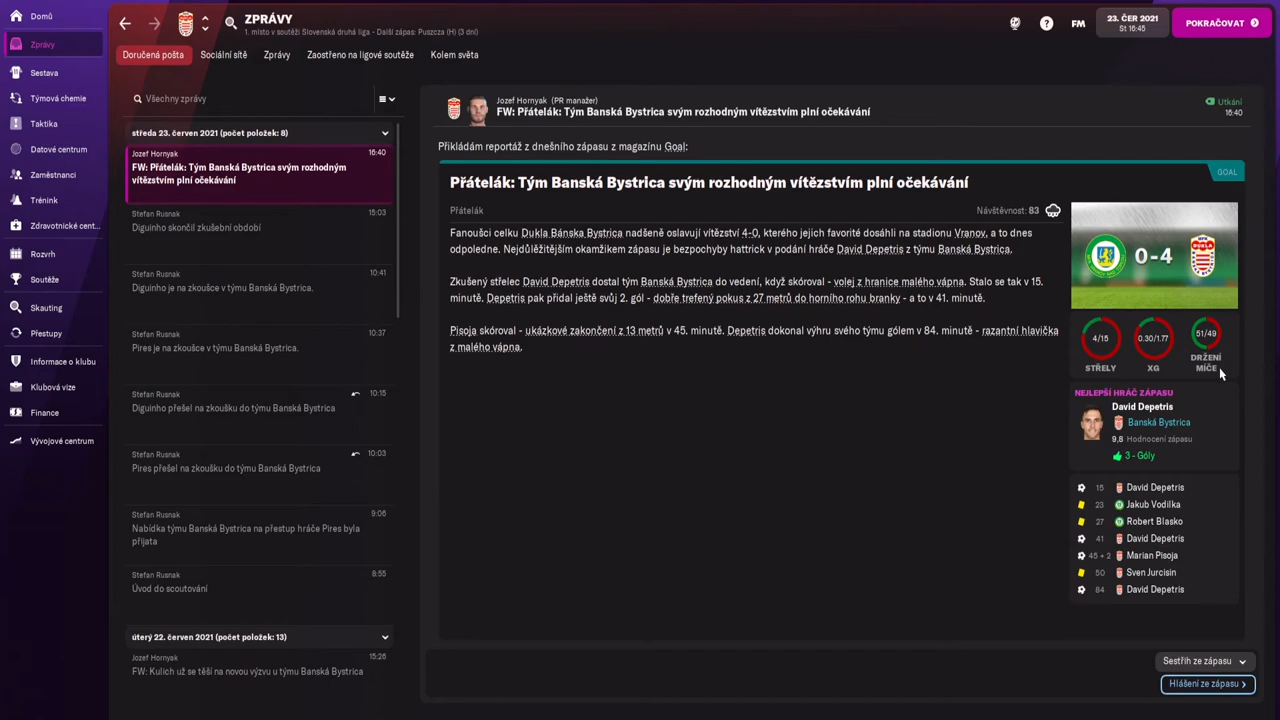 Domů
Zprávy
Sestava
Týmová chemie
Taktika
Datové centrum
Zaměstnanci
Trénink
Zdravotnické cent...
Rozvrh
Soutěže
Skauting
Přestupy
Informace o klubu
Klubová vize
Finance
Vývojové centrum
ZPRÁVY
1. místo v soutěži Slovenská druhá liga - Další zápas: Puszcza (H) (3 dní)
FM
23. ČER 2021
St 16:45
POKRAČOVAT
Doručená pošta
Sociální sítě
Zprávy
Zaostřeno na ligové soutěže
Kolem světa
Všechny zprávy
středa 23. červen 2021 (počet položek: 8)
Jozef Hornyak 16:40
FW: Přátelák: Tým Banská Bystrica svým rozhodným
vítězstvím plní očekávání
Stefan Rusnak 15:03
Diguinho skončil zkušební období
Stefan Rusnak 10:41
Diguinho je na zkoušce v týmu Banská Bystrica.
Stefan Rusnak 10:37
Pires je na zkoušce v týmu Banská Bystrica.
Stefan Rusnak 10:15
Diguinho přešel na zkoušku do týmu Banská Bystrica
Stefan Rusnak 10:03
Pires přešel na zkoušku do týmu Banská Bystrica
Stefan Rusnak 9:06
Nabídka týmu Banská Bystrica na přestup hráče Pires byla
přijata
Stefan Rusnak 8:55
Úvod do scoutování
úterý 22. červen 2021 (počet položek: 13)
Jozef Hornyak 15:26
FW: Kulich už se těší na novou výzvu u týmu Banská Bystrica
Jozef Hornyak (PR manažer)
FW: Přátelák: Tým Banská Bystrica svým rozhodným vítězstvím plní očekávání
Utkání
16:40
Přikládám reportáž z dnešního zápasu z magazínu Goal:
GOAL
Přátelák: Tým Banská Bystrica svým rozhodným vítězstvím plní očekávání
Přátelák Návštěvnost: 83
Fanoušci celku Dukla Banska Bystrica nadšeně oslavují vítězství 4-0, kterého jejich favorité dosáhli na stadionu Vranov, a to dnes
odpoledne. Nejdůležitějším okamžikem zápasu je bezpochyby hattrick v podání hráče David Depetris z týmu Banská Bystrica.
Zkušený střelec David Depetris dostal tým Banská Bystrica do vedení, když skóroval - volej z hranice malého vápna. Stalo se tak v 15.
minutě. Depetris pak přidal ještě svůj 2. gól - dobře trefený pokus z 27 metrů do horního rohu branky - a to v 41. minutě.
Pisoja skóroval - ukázkové zakončení z 13 metrů v 45. minutě. Depetris dokonal výhru svého týmu gólem v 84. minutě - razantní hlavička
z malého vápna.
0-4
4/15
STŘELY
0.30/1.77
XG
51/49
DRŽENÍ
MÍČE
NEJLEPŠÍ HRÁČ ZÁPASU
David Depetris
Banská Bystrica
9,8 Hodnocení zápasu
3 - Góly
15 David Depetris
23 Jakub Vodilka
27 Robert Blasko
41 David Depetris
45 + 2 Marian Pisoja
50 Sven Jurcisin
84 David Depetris
Sestřih ze zápasu
Hlášení ze zápasu